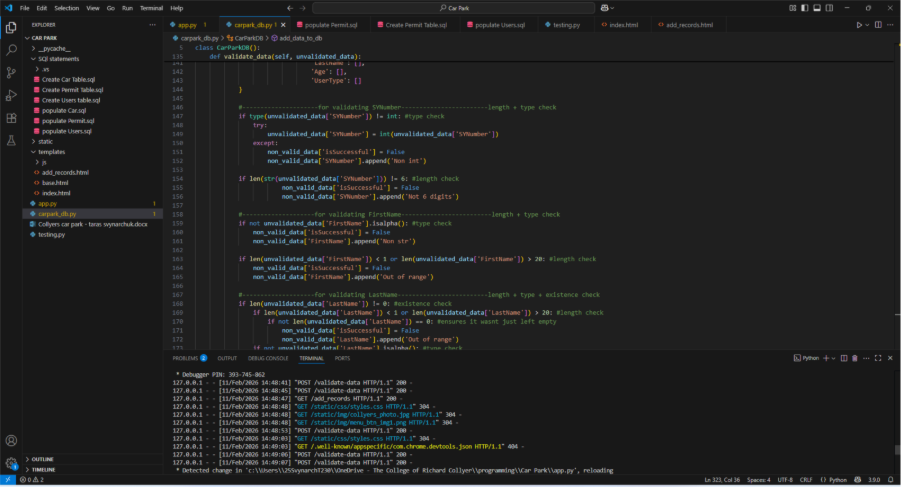 File Edit Selection View Go Run Terminal Help
Car Park
EXPLORER
app.py 1
carpark_db.py 1
populate Permit.sql
Create Permit Table.sql
populate Users.sql
testing.py
index.html
add_records.html
CAR PARK
__pycache__
SQl statements
.vs
Create Car Table.sql
Create Permit Table.sql
Create Users table.sql
populate Car.sql
populate Permit.sql
populate Users.sql
static
templates
js
add_records.html
base.html
index.html
app.py 1
carpark_db.py 1
Collyers car park - taras svynarchuk.docx
testing.py
OUTLINE
TIMELINE
carpark_db.py > CarParkDB > add_data_to_db
5 class CarParkDB():
135 def validate_data(self, unvalidated_data):
141 'LastName': [],
142 'Age': [],
143 'UserType': []
144 }
145
146 #---------------------for validating SYNumber------------------------length + type check
147 if type(unvalidated_data['SYNumber']) != int: #type check
148 try:
149 unvalidated_data['SYNumber'] = int(unvalidated_data['SYNumber'])
150 except:
151 non_valid_data['isSuccessful'] = False
152 non_valid_data['SYNumber'].append('Non int')
153
154 if len(str(unvalidated_data['SYNumber'])) != 6: #length check
155 non_valid_data['isSuccessful'] = False
156 non_valid_data['SYNumber'].append('Not 6 digits')
157
158 #--------------------for validating FirstName-------------------------length + type check
159 if not unvalidated_data['FirstName'].isalpha(): #type check
160 non_valid_data['isSuccessful'] = False
161 non_valid_data['FirstName'].append('Non str')
162
163 if len(unvalidated_data['FirstName']) < 1 or len(unvalidated_data['FirstName']) > 20: #length check
164 non_valid_data['isSuccessful'] = False
165 non_valid_data['FirstName'].append('Out of range')
166
167 #--------------------for validating LastName-------------------------length + type + existence check
168 if len(unvalidated_data['LastName']) != 0: #existence check
169 if len(unvalidated_data['LastName']) < 1 or len(unvalidated_data['LastName']) > 20: #length check
170 if not len(unvalidated_data['LastName']) == 0: #ensures it wasnt just left empty
171 non_valid_data['isSuccessful'] = False
172 non_valid_data['LastName'].append('Out of range')
173 if not unvalidated_data['LastName'].isalpha(): #type check
PROBLEMS 2 OUTPUT DEBUG CONSOLE TERMINAL PORTS
Python
* Debugger PIN: 393-745-862
127.0.0.1 - - [11/Feb/2026 14:48:41] "POST /validate-data HTTP/1.1" 200 -
127.0.0.1 - - [11/Feb/2026 14:48:45] "POST /validate-data HTTP/1.1" 200 -
127.0.0.1 - - [11/Feb/2026 14:48:47] "GET /add_records HTTP/1.1" 200 -
127.0.0.1 - - [11/Feb/2026 14:48:48] "GET /static/css/styles.css HTTP/1.1" 304 -
127.0.0.1 - - [11/Feb/2026 14:48:48] "GET /static/img/collyers_photo.jpg HTTP/1.1" 304 -
127.0.0.1 - - [11/Feb/2026 14:48:48] "GET /static/img/menu_btn_img1.png HTTP/1.1" 304 -
127.0.0.1 - - [11/Feb/2026 14:48:53] "POST /validate-data HTTP/1.1" 200 -
127.0.0.1 - - [11/Feb/2026 14:49:03] "GET /static/css/styles.css HTTP/1.1" 304 -
127.0.0.1 - - [11/Feb/2026 14:49:03] "GET /.well-known/appspecific/com.chrome.devtools.json HTTP/1.1" 404 -
127.0.0.1 - - [11/Feb/2026 14:49:06] "POST /validate-data HTTP/1.1" 200 -
127.0.0.1 - - [11/Feb/2026 14:49:07] "POST /validate-data HTTP/1.1" 200 -
* Detected change in 'c:\\Users\\25SvynarchT230\\OneDrive - The College of Richard Collyer\\programming\\Car Park\\app.py', reloading
0 2
Ln 323, Col 36 Spaces: 4 UTF-8 CRLF Python 3.9.0